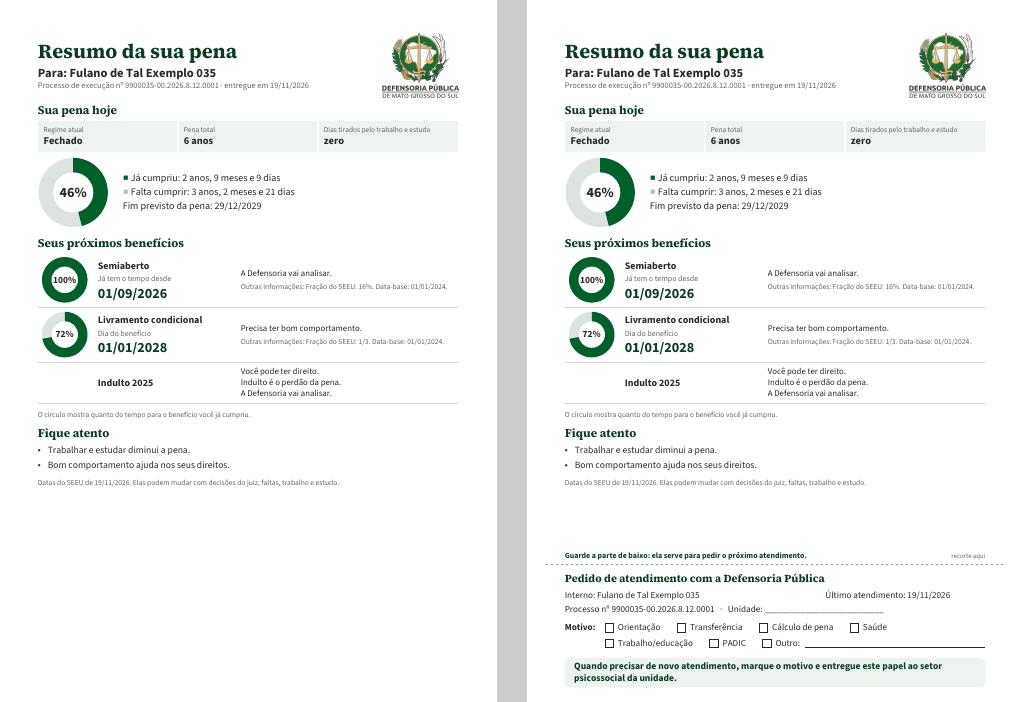 Resumo da sua pena
Para: Fulano de Tal Exemplo 035
Processo de execução nº 9900035-00.2026.8.12.0001 · entregue em 19/11/2026
DEFENSORIA PÚBLICA
DE MATO GROSSO DO SUL
Sua pena hoje
Regime atual
Fechado
Pena total
6 anos
Dias tirados pelo trabalho e estudo
zero
46%
Já cumpriu: 2 anos, 9 meses e 9 dias
Falta cumprir: 3 anos, 2 meses e 21 dias
Fim previsto da pena: 29/12/2029
Seus próximos benefícios
100%
Semiaberto
Já tem o tempo desde
01/09/2026
A Defensoria vai analisar.
Outras informações: Fração do SEEU: 16%. Data-base: 01/01/2024.
72%
Livramento condicional
Dia do benefício
01/01/2028
Precisa ter bom comportamento.
Outras informações: Fração do SEEU: 1/3. Data-base: 01/01/2024.
Indulto 2025
Você pode ter direito.
Indulto é o perdão da pena.
A Defensoria vai analisar.
O círculo mostra quanto do tempo para o benefício você já cumpriu.
Fique atento
• Trabalhar e estudar diminui a pena.
• Bom comportamento ajuda nos seus direitos.
Datas do SEEU de 19/11/2026. Elas podem mudar com decisões do juiz, faltas, trabalho e estudo.
Resumo da sua pena
Para: Fulano de Tal Exemplo 035
Processo de execução nº 9900035-00.2026.8.12.0001 · entregue em 19/11/2026
DEFENSORIA PÚBLICA
DE MATO GROSSO DO SUL
Sua pena hoje
Regime atual
Fechado
Pena total
6 anos
Dias tirados pelo trabalho e estudo
zero
46%
Já cumpriu: 2 anos, 9 meses e 9 dias
Falta cumprir: 3 anos, 2 meses e 21 dias
Fim previsto da pena: 29/12/2029
Seus próximos benefícios
100%
Semiaberto
Já tem o tempo desde
01/09/2026
A Defensoria vai analisar.
Outras informações: Fração do SEEU: 16%. Data-base: 01/01/2024.
72%
Livramento condicional
Dia do benefício
01/01/2028
Precisa ter bom comportamento.
Outras informações: Fração do SEEU: 1/3. Data-base: 01/01/2024.
Indulto 2025
Você pode ter direito.
Indulto é o perdão da pena.
A Defensoria vai analisar.
O círculo mostra quanto do tempo para o benefício você já cumpriu.
Fique atento
• Trabalhar e estudar diminui a pena.
• Bom comportamento ajuda nos seus direitos.
Datas do SEEU de 19/11/2026. Elas podem mudar com decisões do juiz, faltas, trabalho e estudo.
Guarde a parte de baixo: ela serve para pedir o próximo atendimento.
recorte aqui
Pedido de atendimento com a Defensoria Pública
Interno: Fulano de Tal Exemplo 035
Último atendimento: 19/11/2026
Processo nº 9900035-00.2026.8.12.0001 · Unidade: __________________________
Motivo: Orientação Transferência Cálculo de pena Saúde
Trabalho/educação PADIC Outro:
Quando precisar de novo atendimento, marque o motivo e entregue este papel ao setor
psicossocial da unidade.